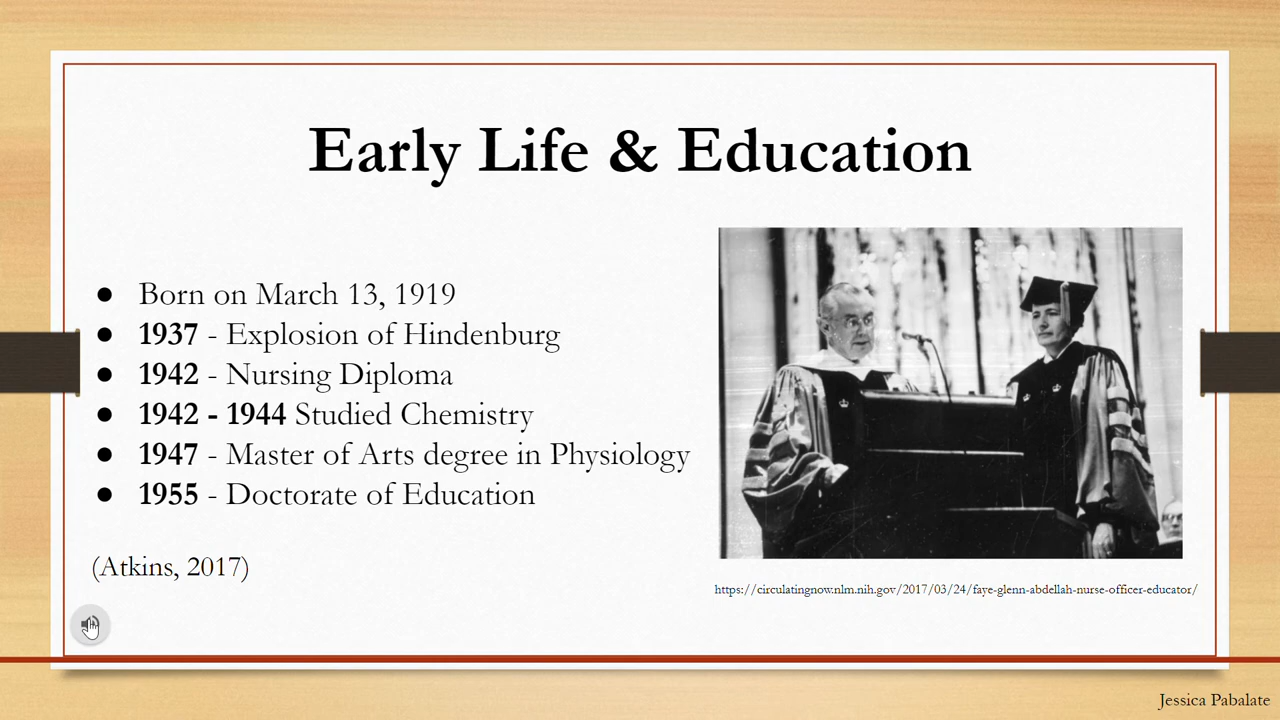 Early Life & Education
● Born on March 13, 1919
● 1937 - Explosion of Hindenburg
● 1942 - Nursing Diploma
● 1942 - 1944 Studied Chemistry
● 1947 - Master of Arts degree in Physiology
● 1955 - Doctorate of Education
(Atkins, 2017)
https://circulatingnow.nlm.nih.gov/2017/03/24/faye-glenn-abdellah-nurse-officer-educator/
Jessica Pabalate